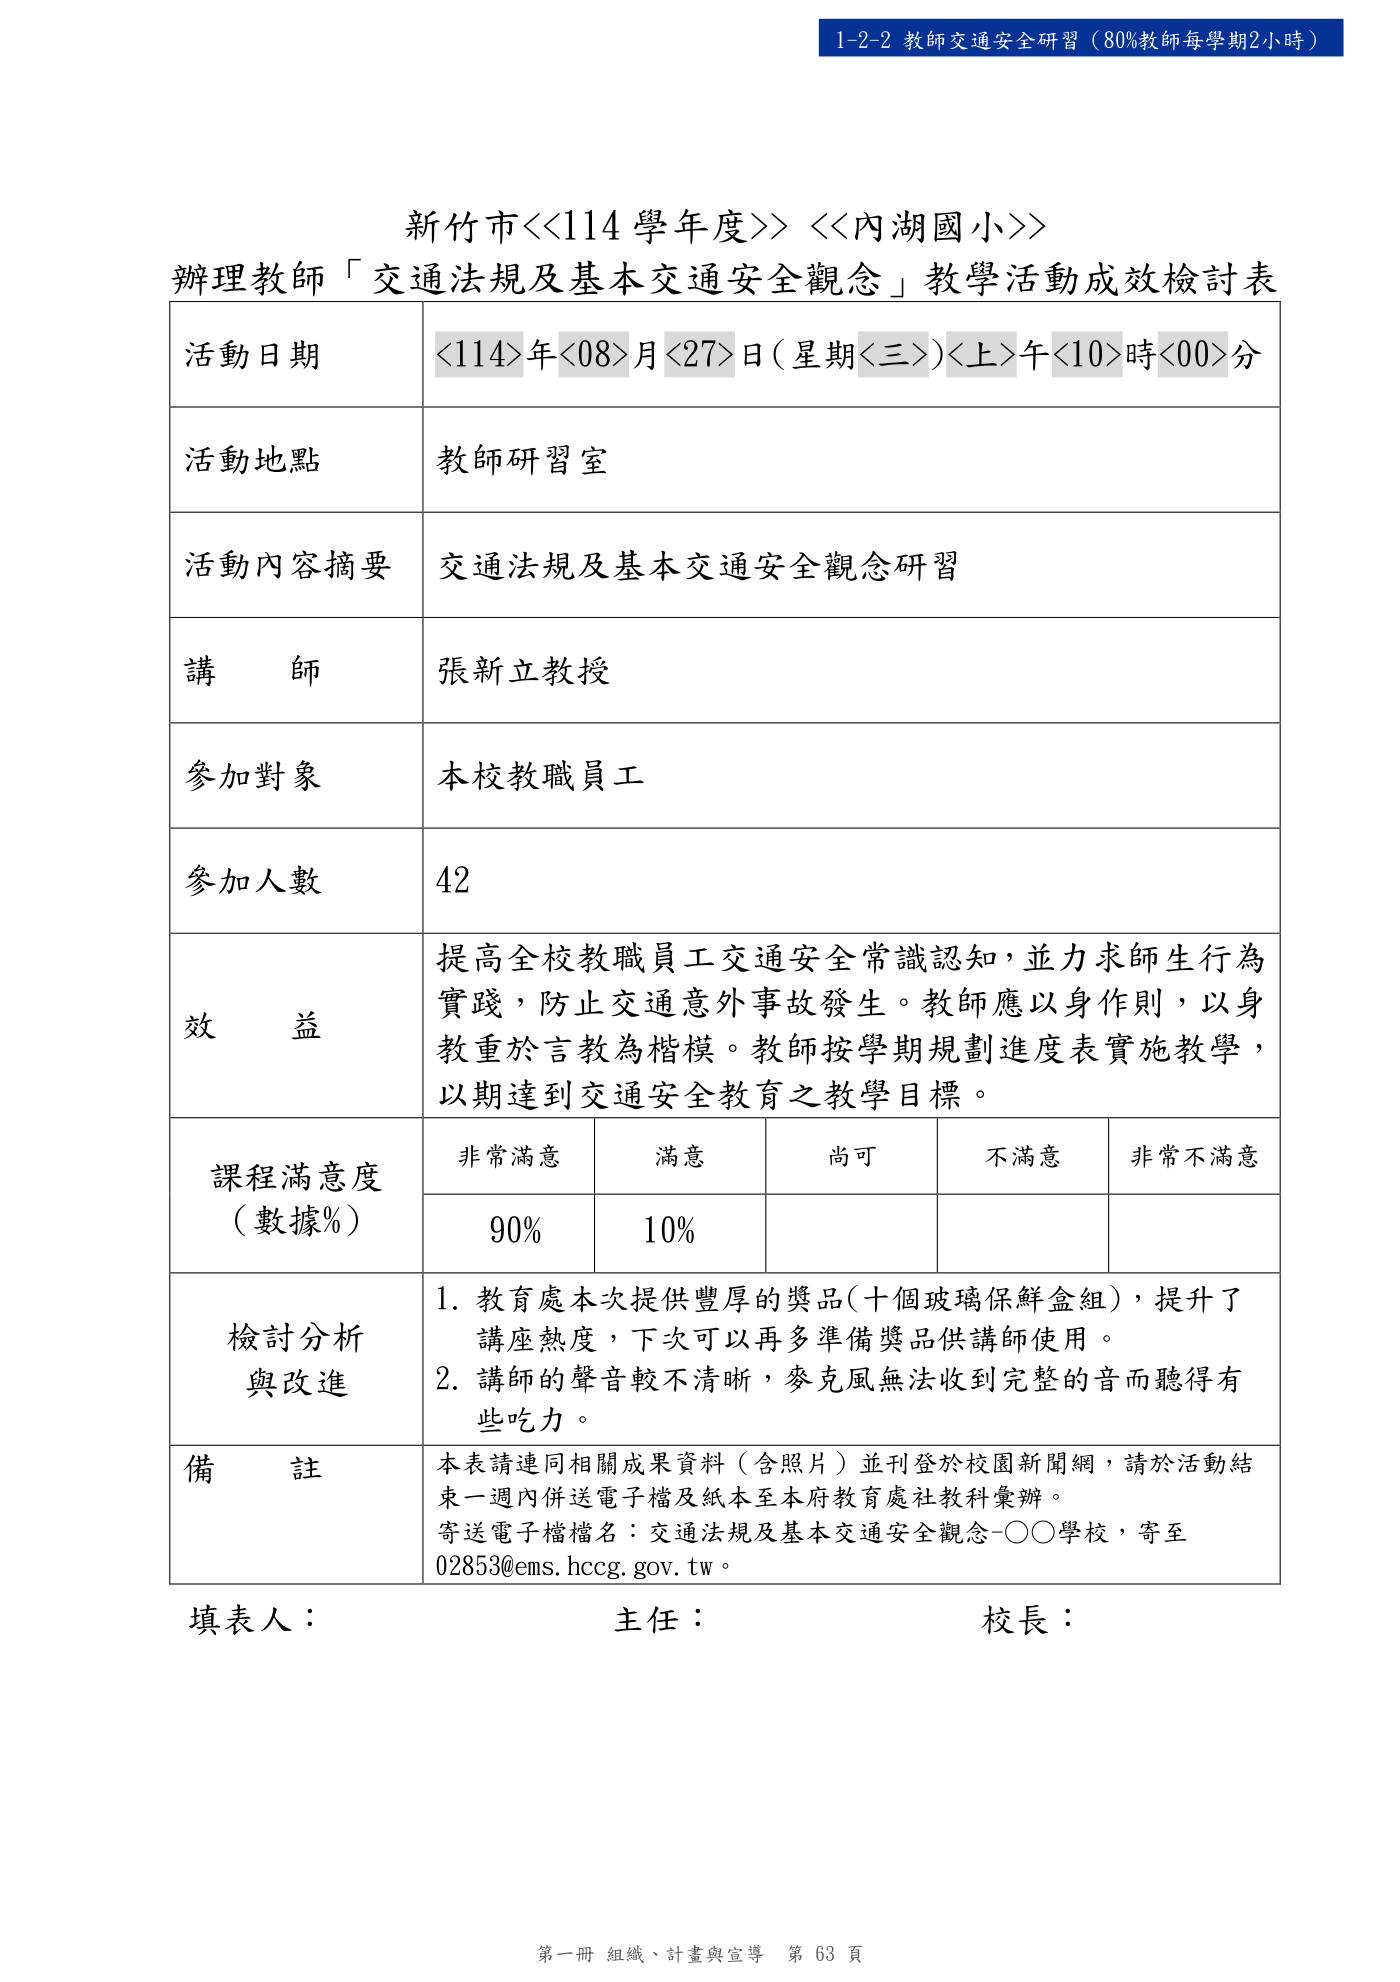 1-2-2 教師交通安全研習（80%教師每學期2小時）
新竹市<<114 學年度>> <<內湖國小>>
辦理教師「交通法規及基本交通安全觀念」教學活動成效檢討表
活動日期 <114>年<08>月<27>日(星期<三>)<上>午<10>時<00>分
活動地點 教師研習室
活動內容摘要 交通法規及基本交通安全觀念研習
講 師 張新立教授
參加對象 本校教職員工
參加人數 42
效 益
提高全校教職員工交通安全常識認知，並力求師生行為
實踐，防止交通意外事故發生。教師應以身作則，以身
教重於言教為楷模。教師按學期規劃進度表實施教學，
以期達到交通安全教育之教學目標。
課程滿意度
（數據%）
非常滿意 滿意 尚可 不滿意 非常不滿意
90% 10%
檢討分析
與改進
1. 教育處本次提供豐厚的獎品(十個玻璃保鮮盒組)，提升了
講座熱度，下次可以再多準備獎品供講師使用。
2. 講師的聲音較不清晰，麥克風無法收到完整的音而聽得有
些吃力。
備 註
本表請連同相關成果資料（含照片）並刊登於校園新聞網，請於活動結
束一週內併送電子檔及紙本至本府教育處社教科彙辦。
寄送電子檔檔名：交通法規及基本交通安全觀念-○○學校，寄至
02853@ems.hccg.gov.tw。
填表人： 主任： 校長：
第一冊 組織、計畫與宣導 第 63 頁